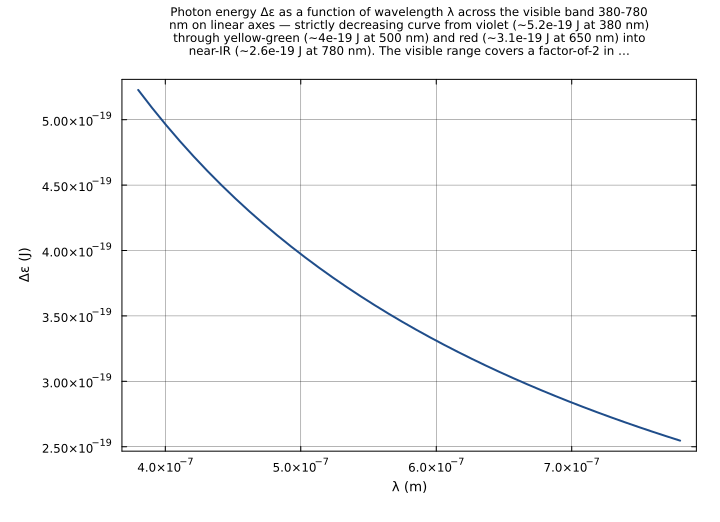 Photon energy Δε as a function of wavelength λ across the visible band 380-780
nm on linear axes — strictly decreasing curve from violet (~5.2e-19 J at 380 nm)
through yellow-green (~4e-19 J at 500 nm) and red (~3.1e-19 J at 650 nm) into
near-IR (~2.6e-19 J at 780 nm). The visible range covers a factor-of-2 in ...
5.00×10⁻¹⁹
4.50×10⁻¹⁹
4.00×10⁻¹⁹
3.50×10⁻¹⁹
3.00×10⁻¹⁹
2.50×10⁻¹⁹
Δε (J)
4.0×10⁻⁷ 5.0×10⁻⁷ 6.0×10⁻⁷ 7.0×10⁻⁷
λ (m)